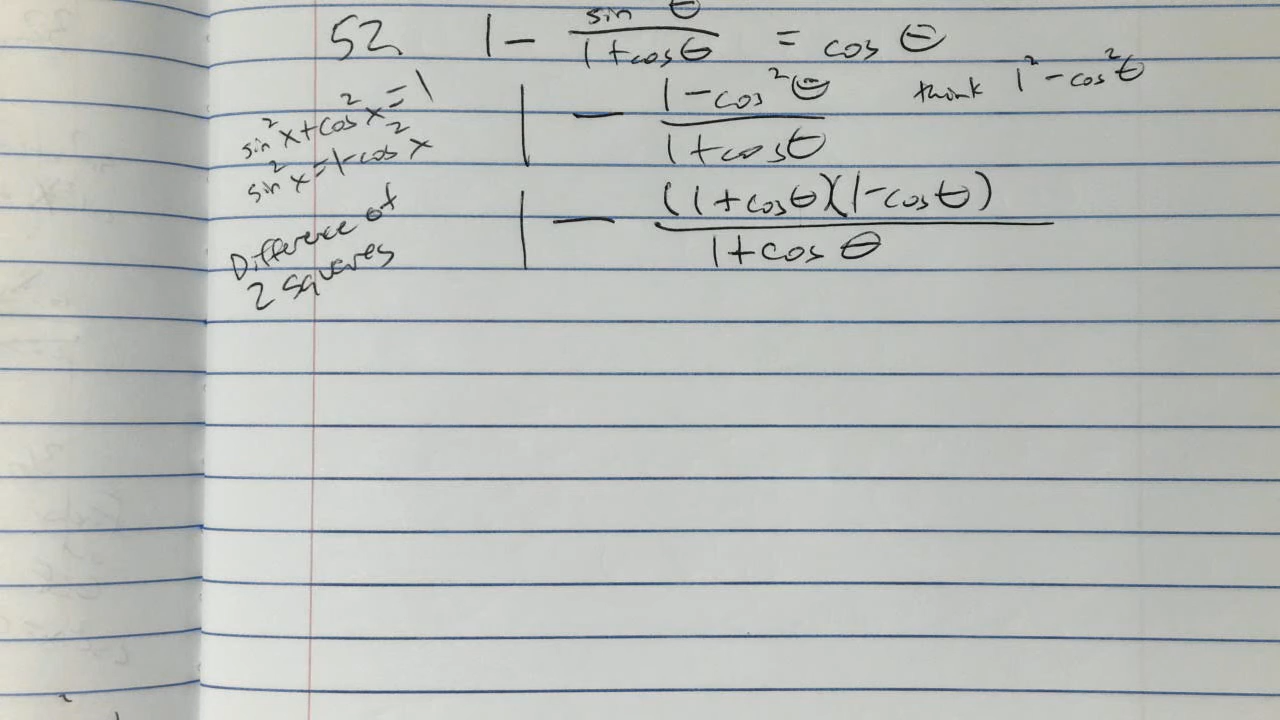 52. 1 - sin θ / 1+cosθ = cos θ
think 1² - cos²θ
sin²x+cos²x=1
sin²x=1-cos²x
1 - 1-cos²θ / 1+cosθ
Difference of
2 squares
1 - (1+cosθ)(1-cosθ) / 1+cos θ